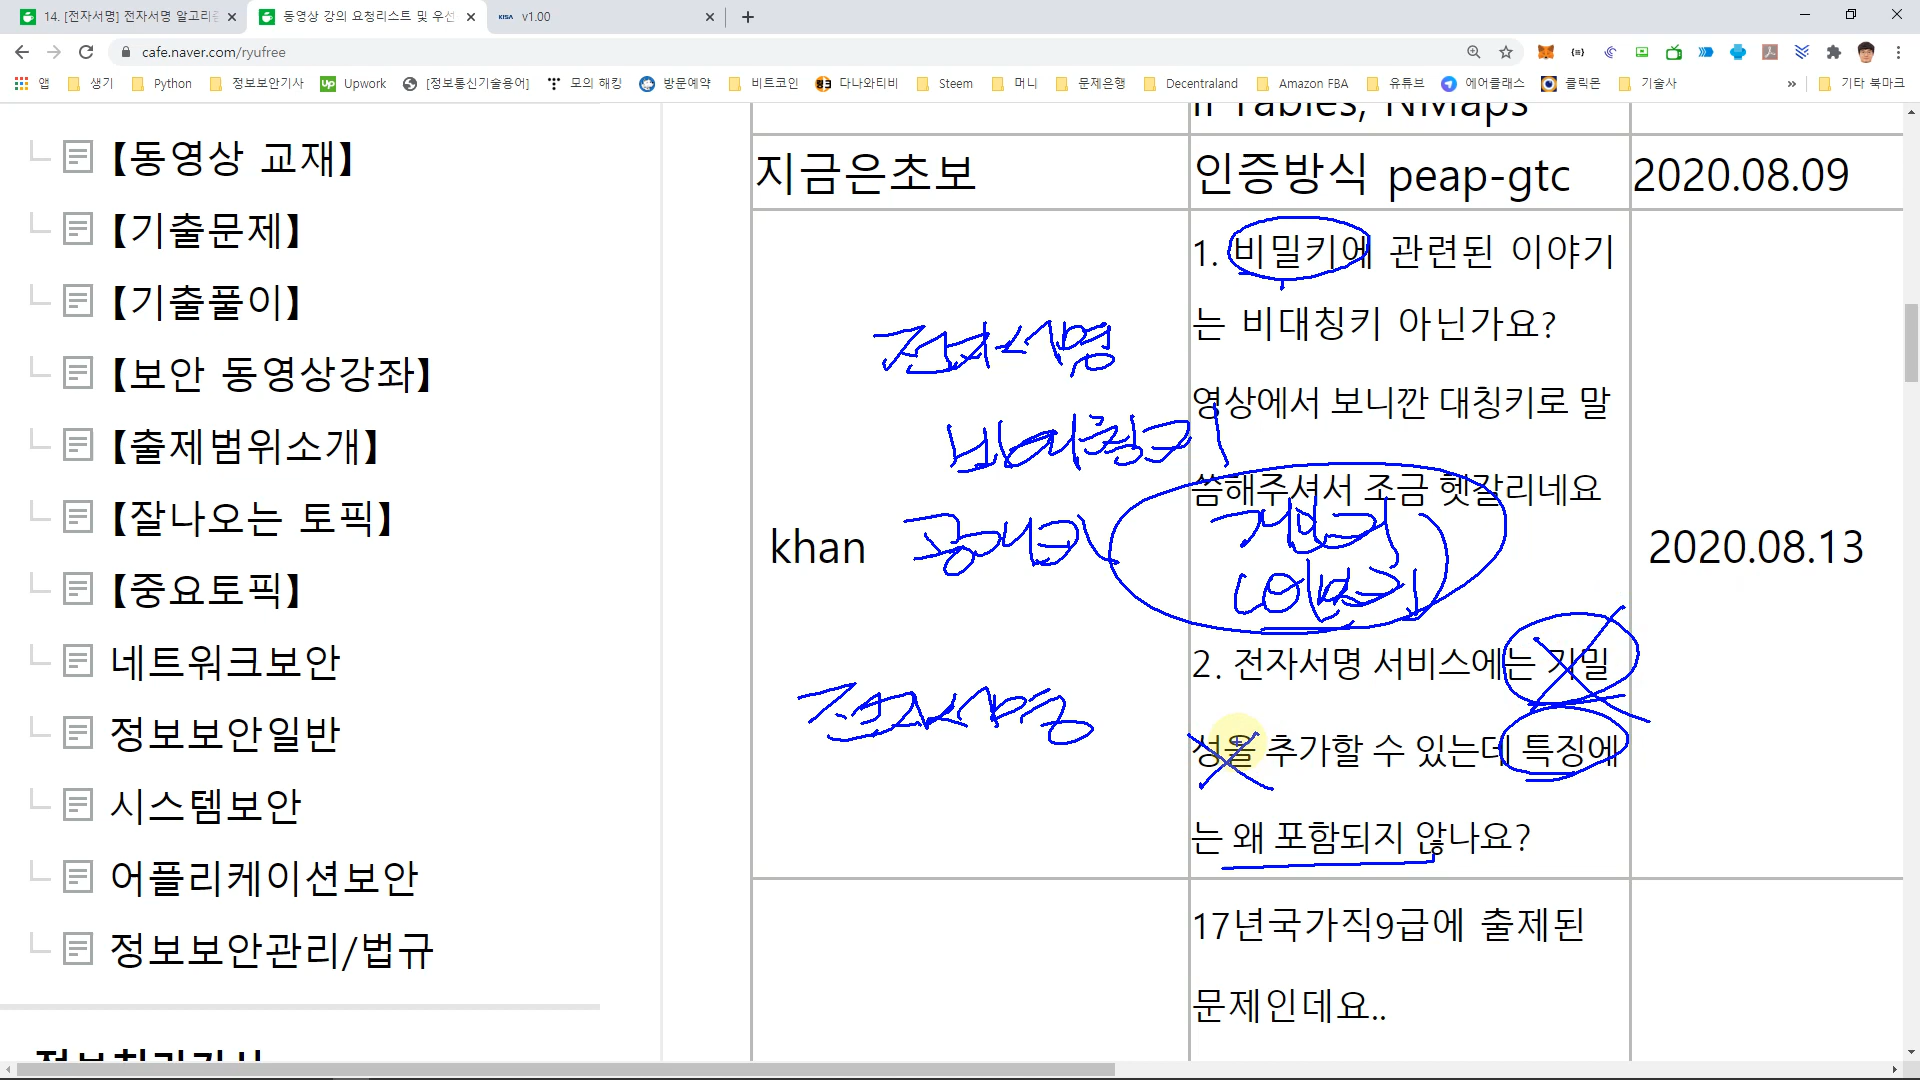 14. [전자서명] 전자서명 알고리즘
동영상 강의 요청리스트 및 우선
KISA v1.00
cafe.naver.com/ryufree
앱 생기 Python 정보보안기사 Upwork [정보통신기술용어] 모의 해킹 방문예약 비트코인 다나와티비 Steem 머니 문제은행 Decentraland Amazon FBA 유튜브 에어클래스 클릭몬 기술사 » 기타 북마크
【동영상 교재】
【기출문제】
【기출풀이】
【보안 동영상강좌】
【출제범위소개】
【잘나오는 토픽】
【중요토픽】
네트워크보안
정보보안일반
시스템보안
어플리케이션보안
정보보안관리/법규
지금은초보 인증방식 peap-gtc 2020.08.09
1. 비밀키에 관련된 이야기
는 비대칭키 아닌가요?
영상에서 보니깐 대칭키로 말
씀해주셔서 조금 헷갈리네요
2. 전자서명 서비스에는 기밀
성을 추가할 수 있는데 특징에
는 왜 포함되지 않나요?
khan
2020.08.13
전자서명
비대칭키
공개키
개인키
전자서명
17년국가직9급에 출제된
문제인데요..